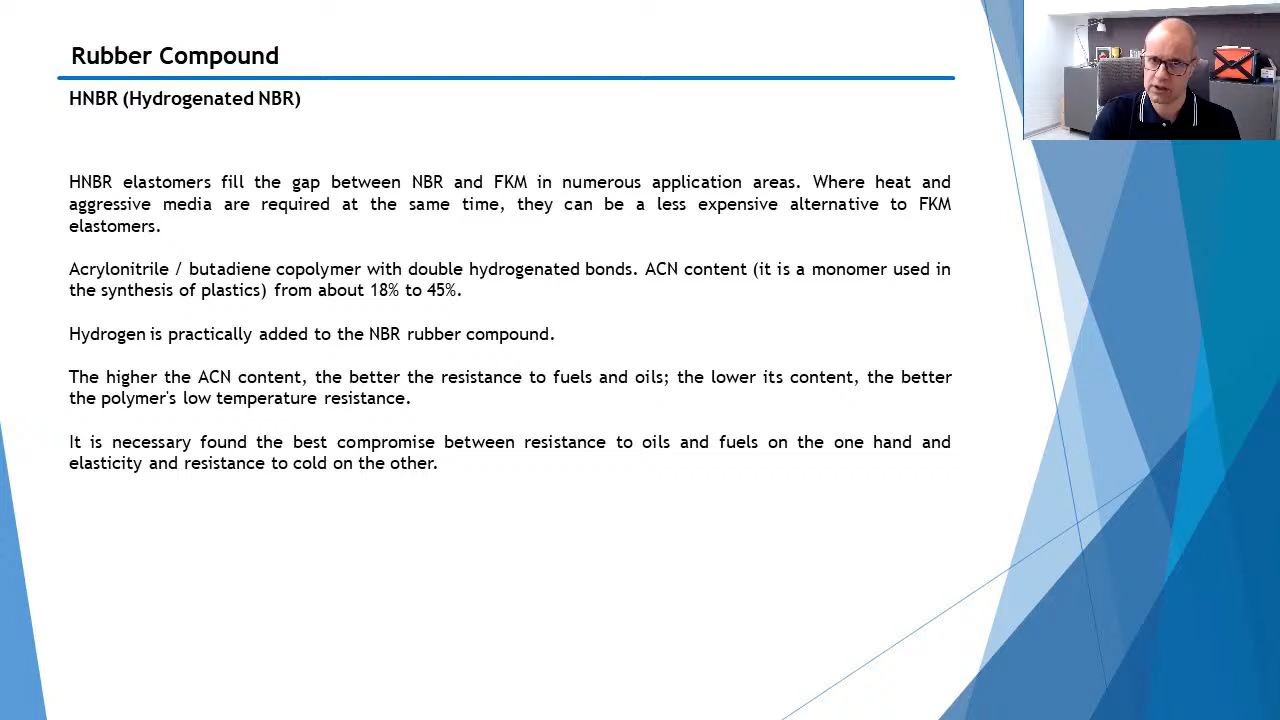 Rubber Compound
HNBR (Hydrogenated NBR)
HNBR elastomers fill the gap between NBR and FKM in numerous application areas. Where heat and
aggressive media are required at the same time, they can be a less expensive alternative to FKM
elastomers.
Acrylonitrile / butadiene copolymer with double hydrogenated bonds. ACN content (it is a monomer used in
the synthesis of plastics) from about 18% to 45%.
Hydrogen is practically added to the NBR rubber compound.
The higher the ACN content, the better the resistance to fuels and oils; the lower its content, the better
the polymer's low temperature resistance.
It is necessary found the best compromise between resistance to oils and fuels on the one hand and
elasticity and resistance to cold on the other.